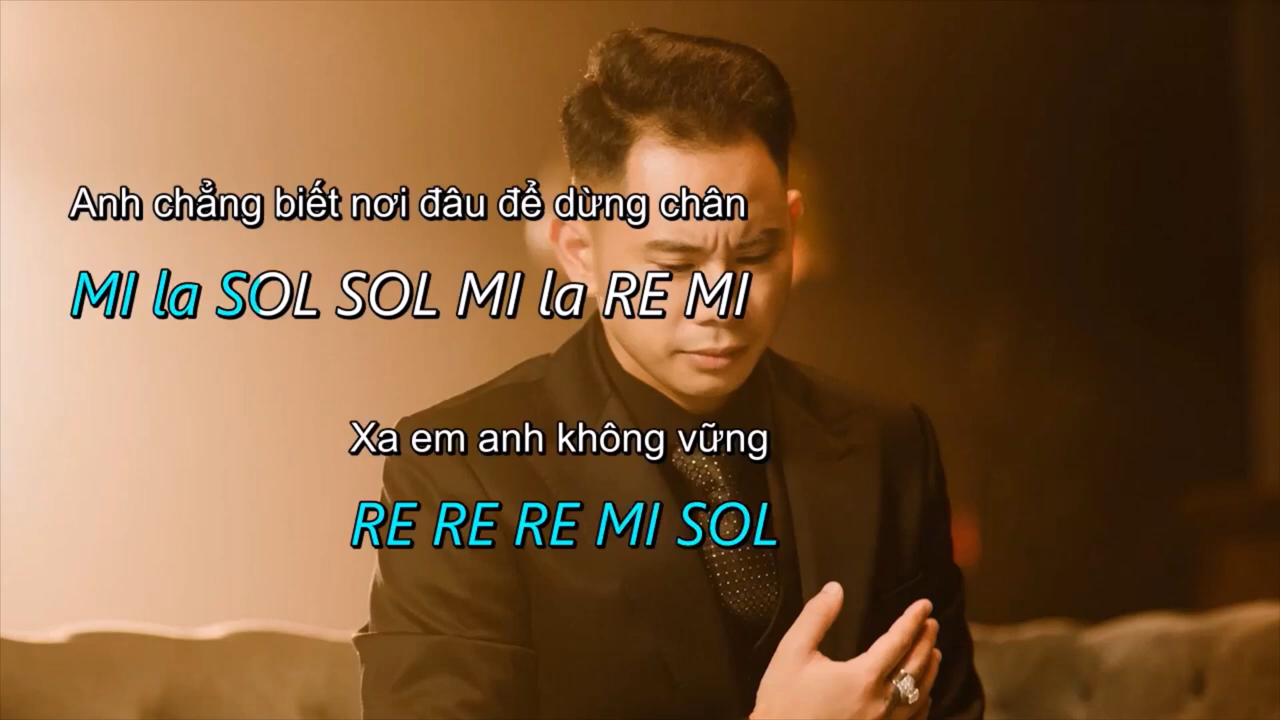 Anh chẳng biết nơi đâu để dừng chân
MI la SOL SOL MI la RE MI
Xa em anh không vững
RE RE RE MI SOL